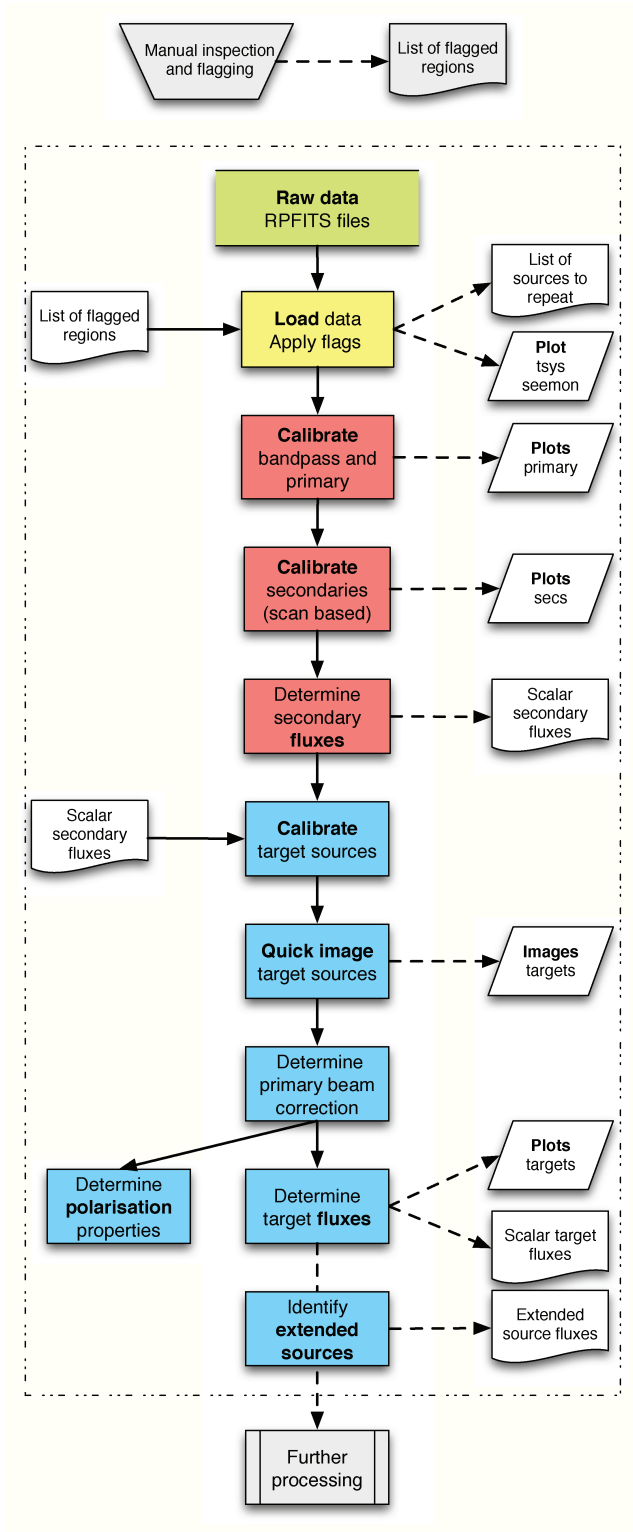 Manual inspection
and flagging
List of flagged
regions
Raw data
RPFITS files
List of
sources to
repeat
List of flagged
regions
Load data
Apply flags
Plot
tsys
seemon
Calibrate
bandpass and
primary
Plots
primary
Calibrate
secondaries
(scan based)
Plots
secs
Determine
secondary
fluxes
Scalar
secondary
fluxes
Scalar
secondary
fluxes
Calibrate
target sources
Quick image
target sources
Images
targets
Determine
primary beam
correction
Plots
targets
Determine
polarisation
properties
Determine
target fluxes
Scalar target
fluxes
Identify
extended
sources
Extended
source fluxes
Further
processing